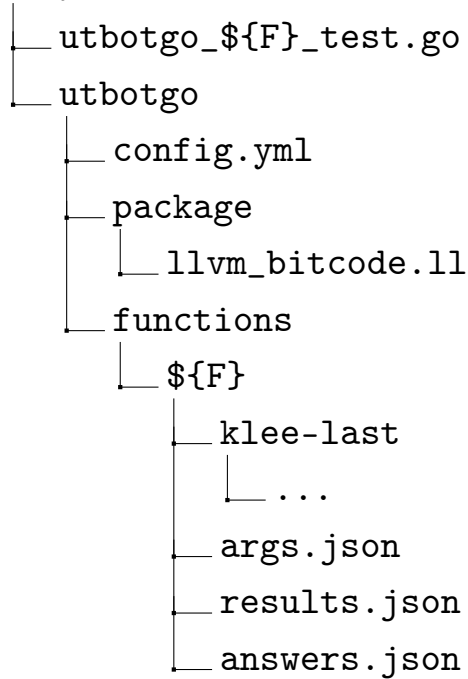 utbotgo_${F}_test.go
utbotgo
config.yml
package
llvm_bitcode.ll
functions
${F}
klee-last
...
args.json
results.json
answers.json